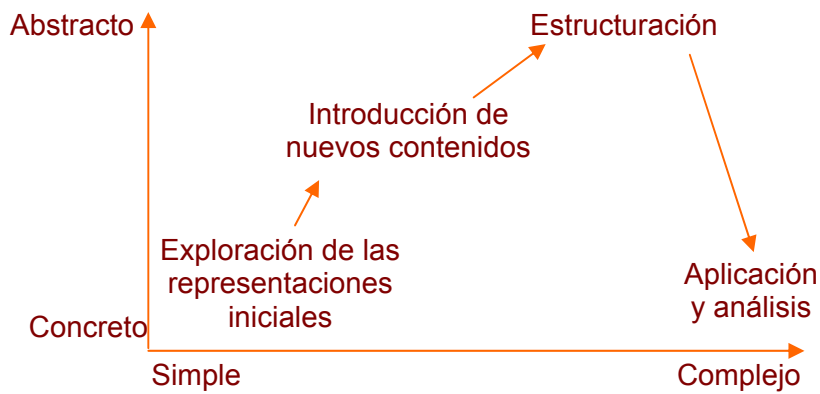 Abstracto
Estructuración
Introducción de
nuevos contenidos
Exploración de las
representaciones
iniciales
Aplicación
y análisis
Concreto
Simple
Complejo